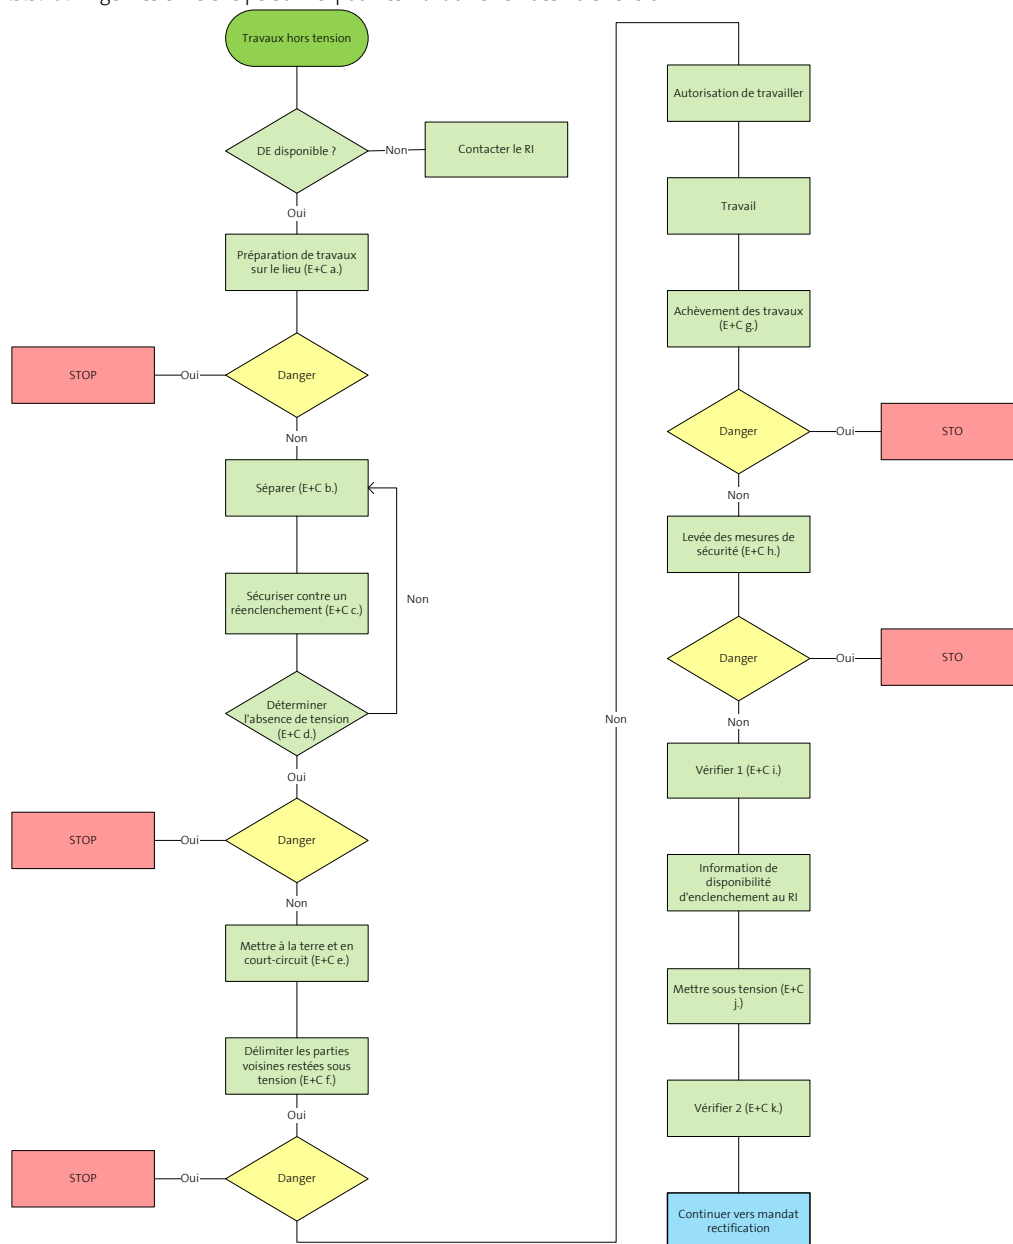 Travaux hors tension
DE disponible ?
Non
Contacter le RI
Oui
Préparation de travaux
sur le lieu (E+C a.)
STOP
Oui
Danger
Non
Séparer (E+C b.)
Sécuriser contre un
réenclenchement (E+C c.)
Non
Déterminer
l'absence de tension
(E+C d.)
Oui
STOP
Oui
Danger
Non
Mettre à la terre et en
court-circuit (E+C e.)
Délimiter les parties
voisines restées sous
tension (E+C f.)
Oui
STOP
Oui
Danger
Non
Autorisation de travailler
Travail
Achèvement des travaux
(E+C g.)
Danger
Oui
STO
Non
Levée des mesures de
sécurité (E+C h.)
Danger
Oui
STO
Non
Vérifier 1 (E+C i.)
Information de
disponibilité
d'enclenchement au RI
Mettre sous tension (E+C
j.)
Vérifier 2 (E+C k.)
Continuer vers mandat
rectification